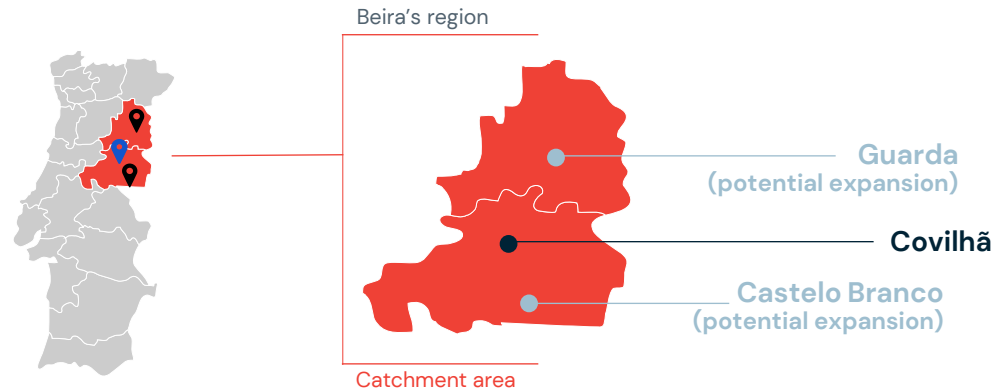 Beira's region
Guarda
(potential expansion)
Covilhã
Castelo Branco
(potential expansion)
Catchment area